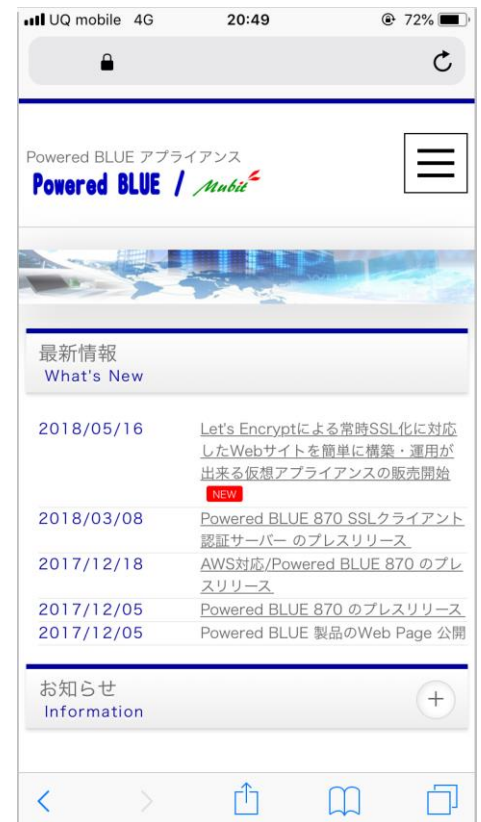 UQ mobile 4G 20:49 72%
Powered BLUE アプライアンス
Powered BLUE / Mubit
最新情報
What's New
2018/05/16 Let's Encryptによる常時SSL化に対応
したWebサイトを簡単に構築・運用が
出来る仮想アプライアンスの販売開始
NEW
2018/03/08 Powered BLUE 870 SSLクライアント
認証サーバー のプレスリリース
2017/12/18 AWS対応/Powered BLUE 870 のプレ
スリリース
2017/12/05 Powered BLUE 870 のプレスリリース
2017/12/05 Powered BLUE 製品のWeb Page 公開
お知らせ
Information